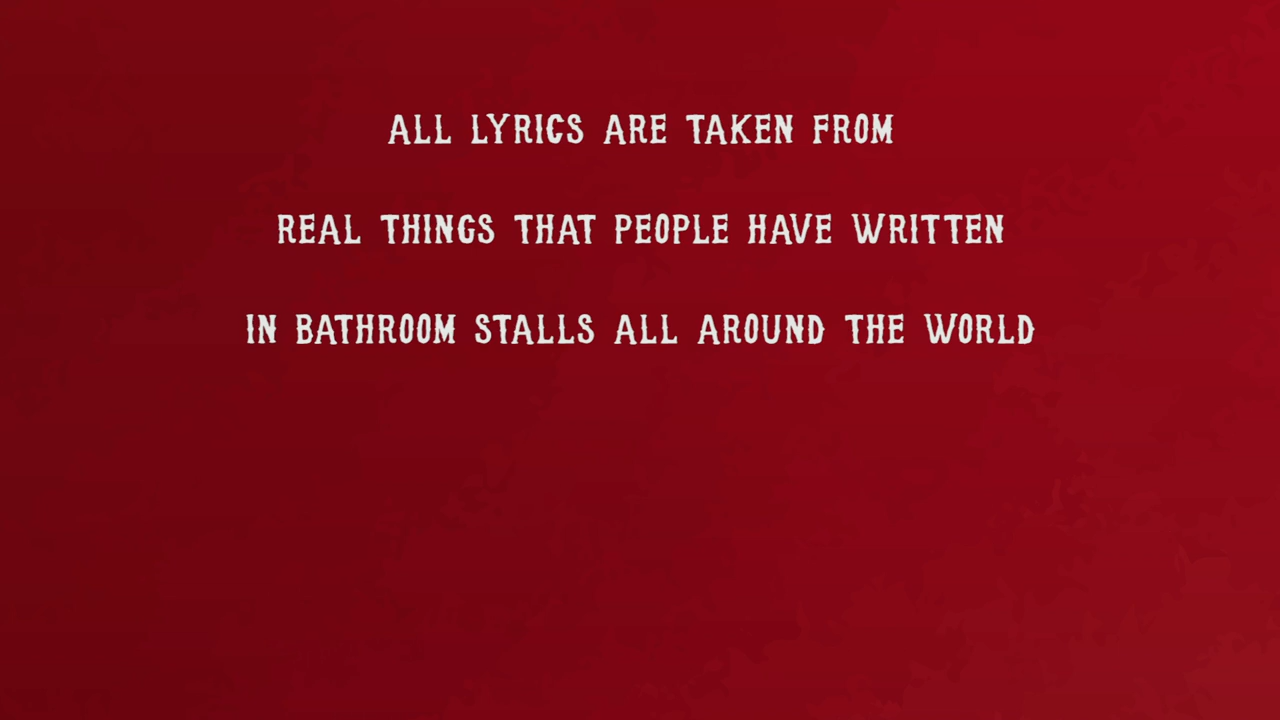 ALL LYRICS ARE TAKEN FROM
REAL THINGS THAT PEOPLE HAVE WRITTEN
IN BATHROOM STALLS ALL AROUND THE WORLD